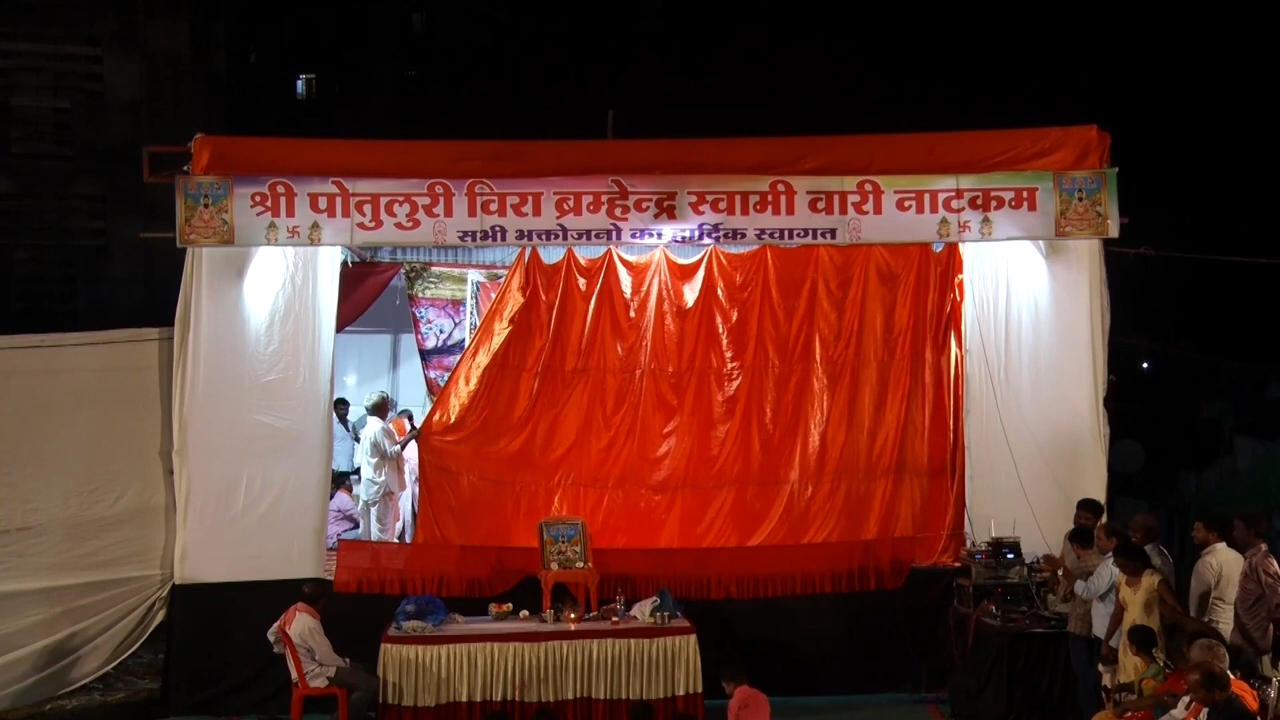 श्री पोतुलुरी विरा ब्रम्हेन्द्र स्वामी वारी नाटकम
सभी भक्तोजनो का हार्दिक स्वागत